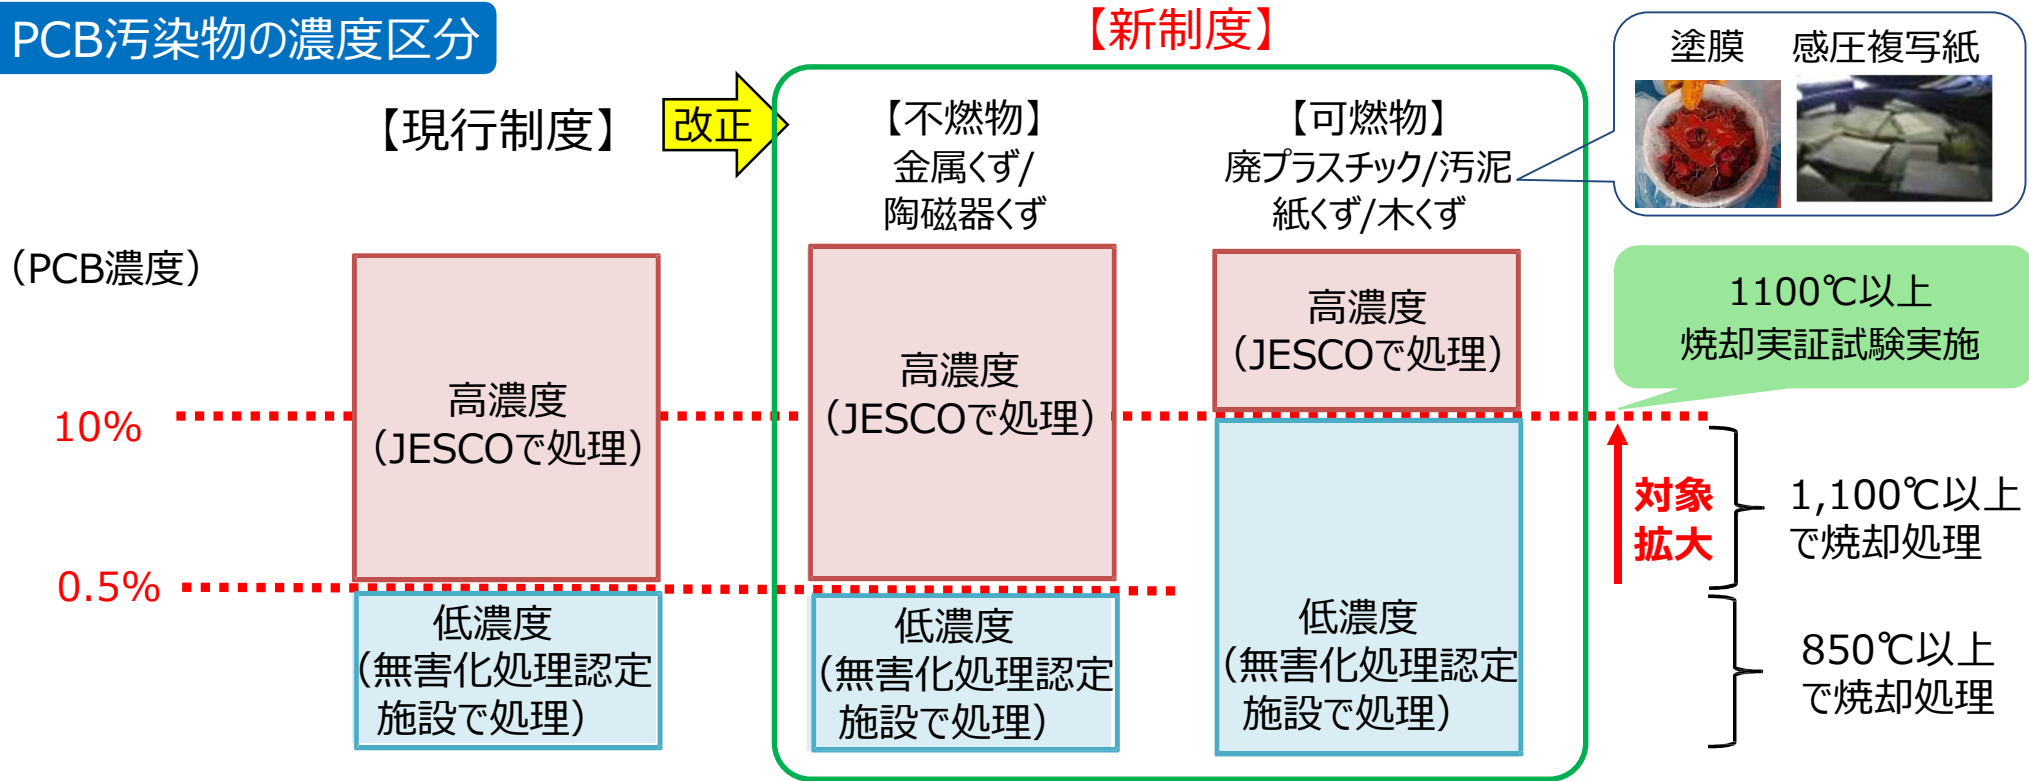 PCB汚染物の濃度区分
【新制度】
塗膜
感圧複写紙
【現行制度】
改正
【不燃物】
金属くず/
陶磁器くず
【可燃物】
廃プラスチック/汚泥
紙くず/木くず
（PCB濃度）
高濃度
（JESCOで処理）
高濃度
（JESCOで処理）
高濃度
（JESCOで処理）
1100℃以上
焼却実証試験実施
10%
0.5%
対象
拡大
1,100℃以上
で焼却処理
低濃度
（無害化処理認定
施設で処理）
低濃度
（無害化処理認定
施設で処理）
低濃度
（無害化処理認定
施設で処理）
850℃以上
で焼却処理